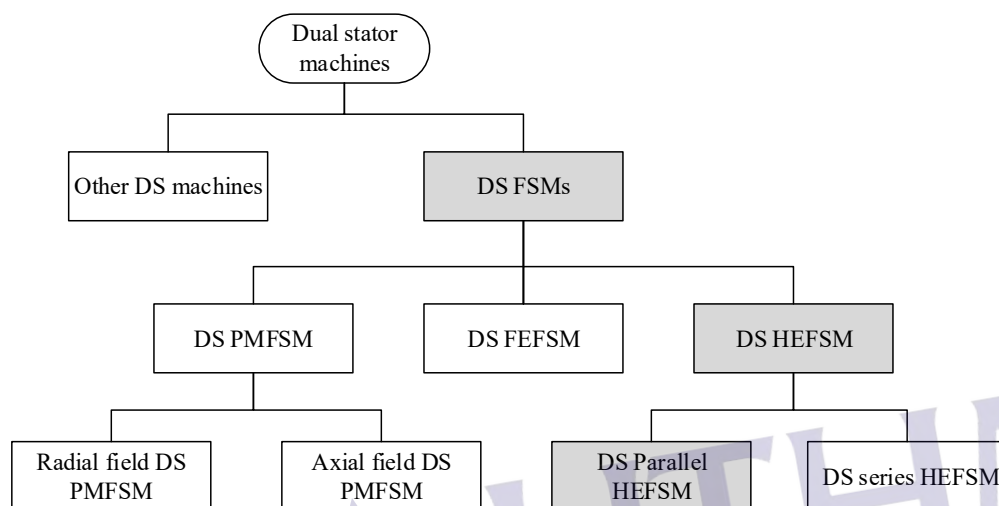 Dual stator
machines
Other DS machines
DS FSMs
DS PMFSM
DS FEFSM
DS HEFSM
Radial field DS
PMFSM
Axial field DS
PMFSM
DS Parallel
HEFSM
DS series HEFSM